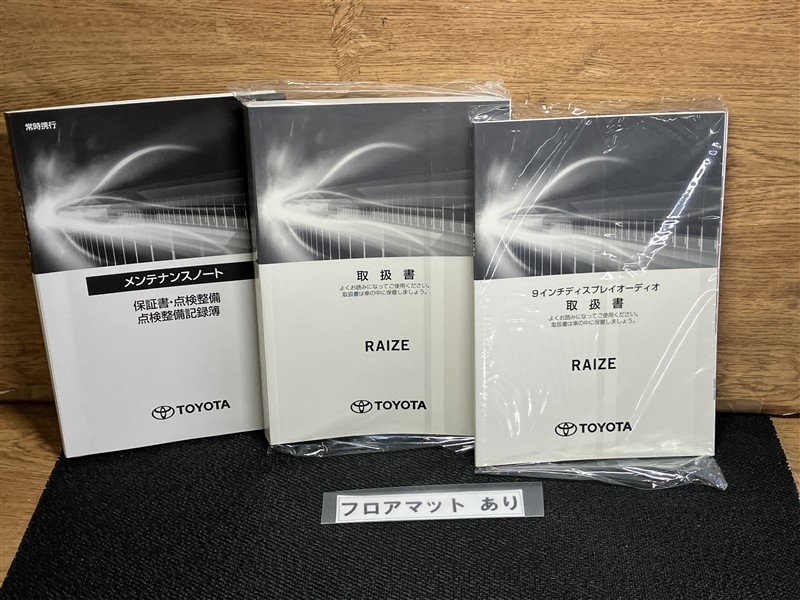 常時携行
メンテナンスノート
保証書・点検整備
点検整備記録簿
TOYOTA
取扱書
よくお読みになってご使用ください。
取扱書は車の中に保管しましょう。
RAIZE
TOYOTA
9インチディスプレイオーディオ
取扱書
よくお読みになってご使用ください。
取扱書は車の中に保管しましょう。
RAIZE
TOYOTA
フロアマット あり